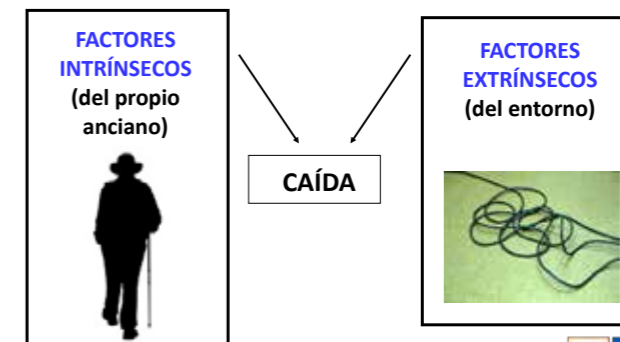 FACTORES
INTRÍNSECOS
(del propio
anciano)
CAÍDA
FACTORES
EXTRÍNSECOS
(del entorno)